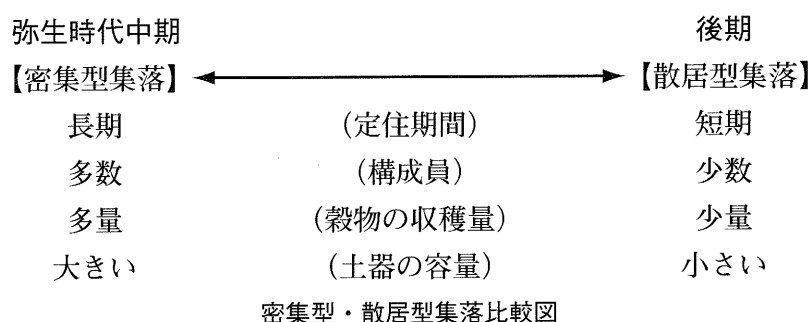 弥生時代中期 後期
【密集型集落】 【散居型集落】
長期 (定住期間) 短期
多数 (構成員) 少数
多量 (穀物の収穫量) 少量
大きい (土器の容量) 小さい
密集型・散居型集落比較図